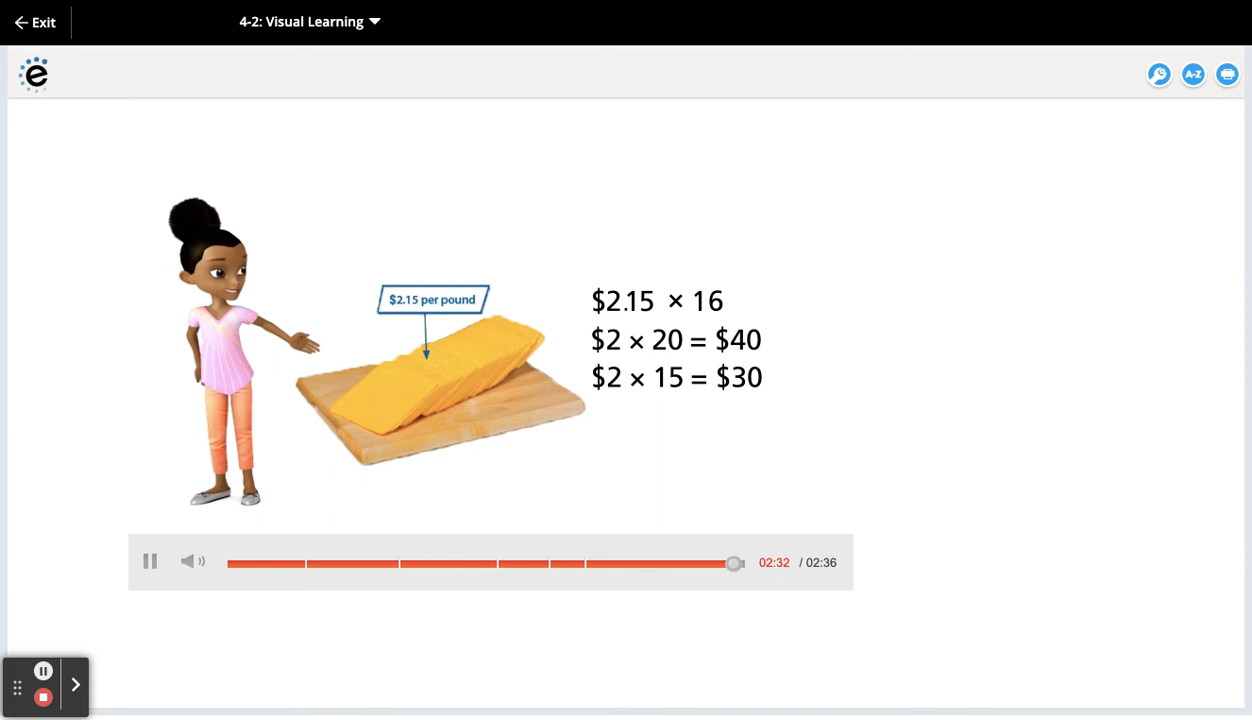 Exit
4-2: Visual Learning
e
A-Z
$2.15 per pound
$2.15 × 16
$2 × 20 = $40
$2 × 15 = $30
02:32 / 02:36